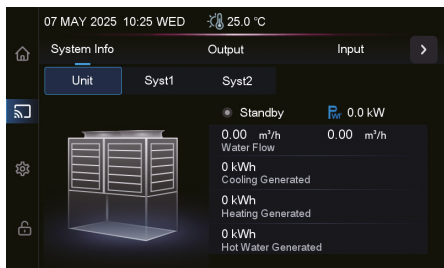 07 MAY 2025 10:25 WED 25.0 ℃
System Info Output Input
Unit Syst1 Syst2
Standby Pwr 0.0 kW
0.00 m³/h 0.00 m³/h
Water Flow
0 kWh
Cooling Generated
0 kWh
Heating Generated
0 kWh
Hot Water Generated